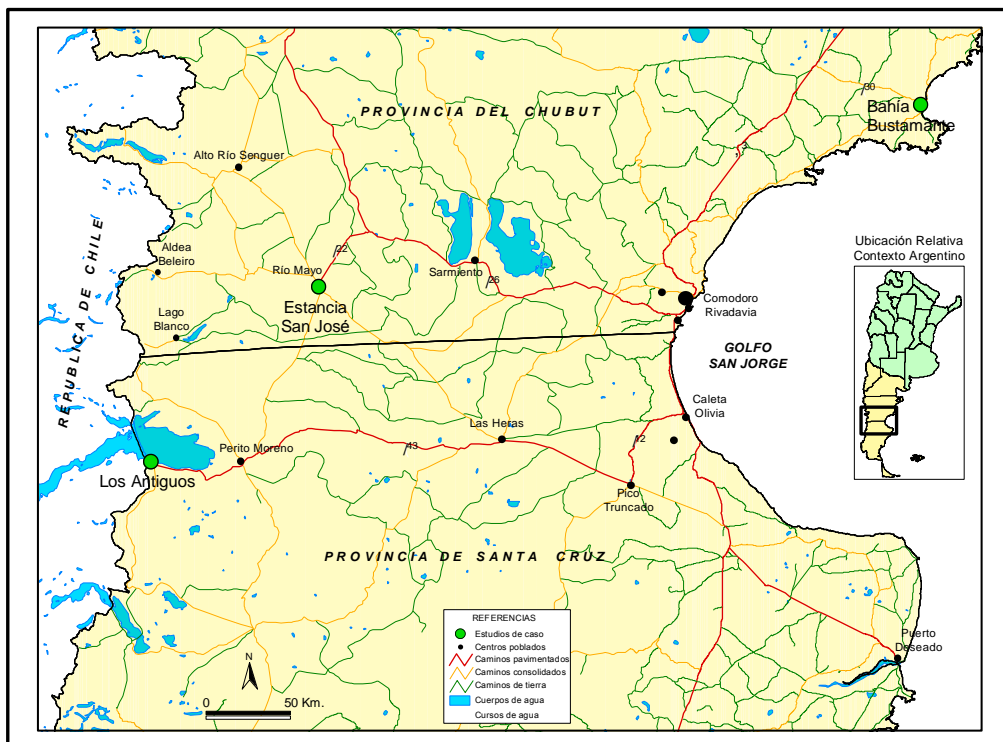 30
Bahía
Bustamante
PROVINCIA DEL CHUBUT
3
Alto Río Senguer
REPUBLICA DE CHILE
Aldea
Beleiro
22
Río Mayo
Sarmiento
26
Ubicación Relativa
Contexto Argentino
Estancia
San José
Comodoro
Rivadavia
Lago
Blanco
GOLFO
SAN JORGE
Caleta
Olivia
Las Heras
12
43
Perito Moreno
Los Antiguos
Pico
Truncado
PROVINCIA DE SANTA CRUZ
REFERENCIAS
Estudios de caso
Centros poblados
Caminos pavimentados
Caminos consolidados
Caminos de tierra
Cuerpos de agua
Cursos de agua
Puerto
Deseado
N
0 50 Km.